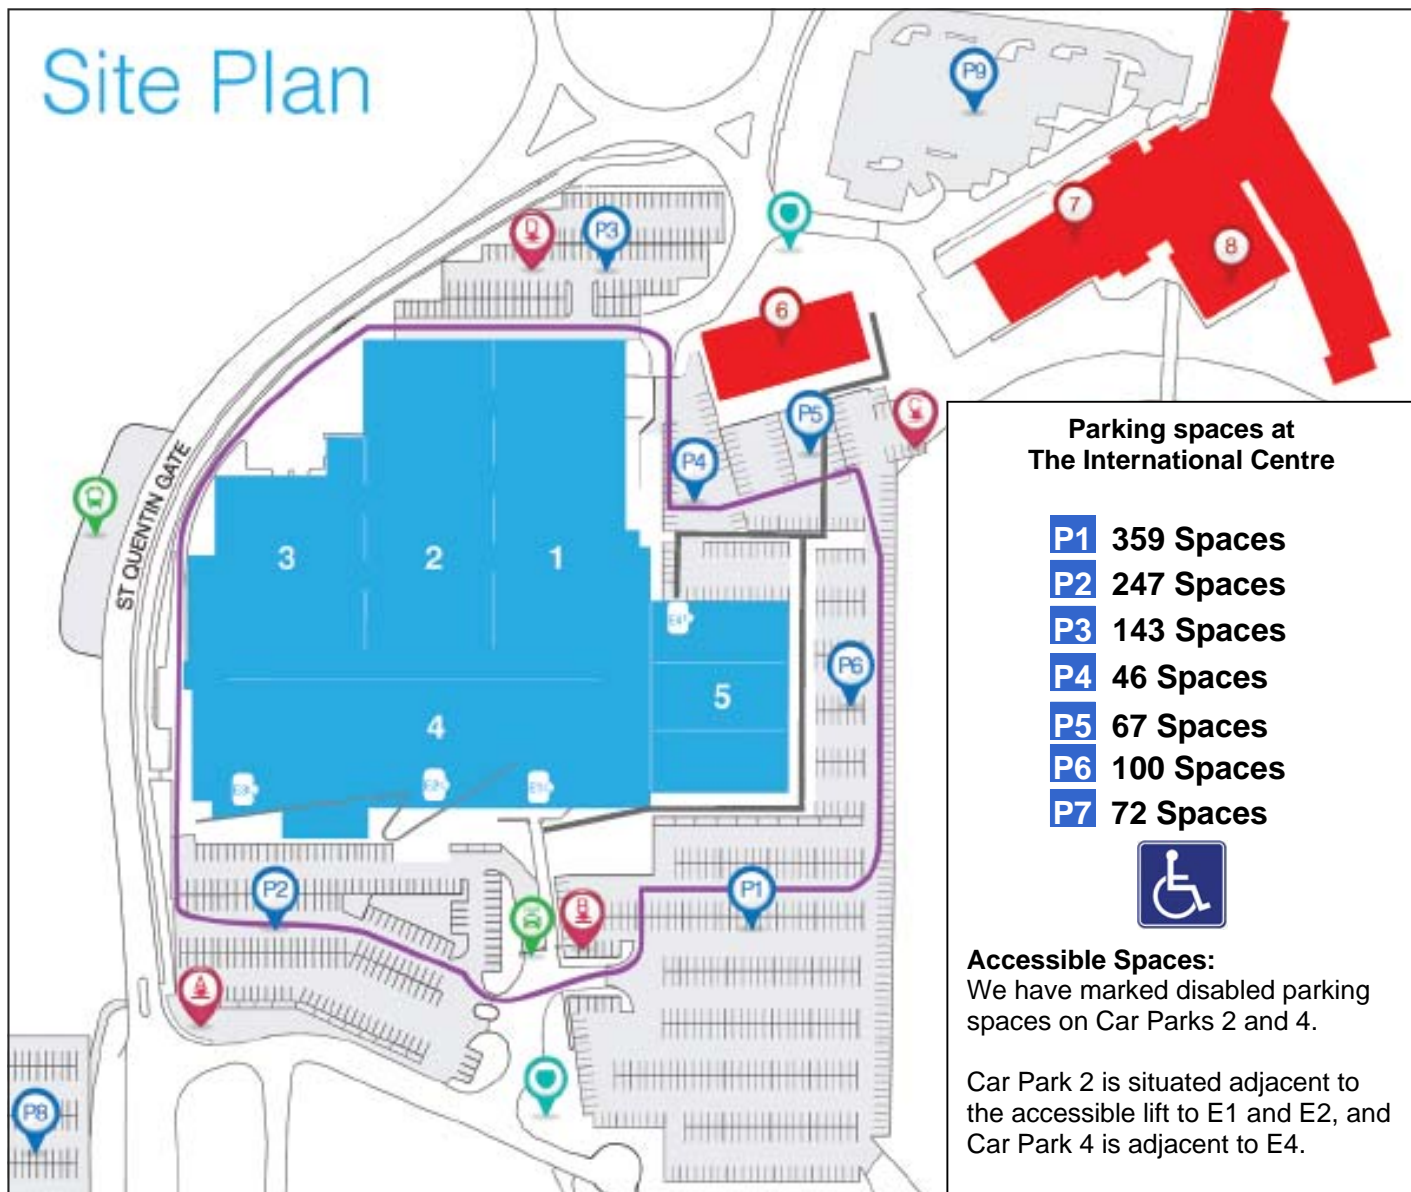 Site Plan
P9
7
8
D
P3
6
P5
C
P4
ST QUENTIN GATE
3
2
1
E4
P6
5
4
E3
E2
E1
P2
P1
B
A
P8
Parking spaces at
The International Centre
P1 359 Spaces
P2 247 Spaces
P3 143 Spaces
P4 46 Spaces
P5 67 Spaces
P6 100 Spaces
P7 72 Spaces
Accessible Spaces:
We have marked disabled parking
spaces on Car Parks 2 and 4.
Car Park 2 is situated adjacent to
the accessible lift to E1 and E2, and
Car Park 4 is adjacent to E4.